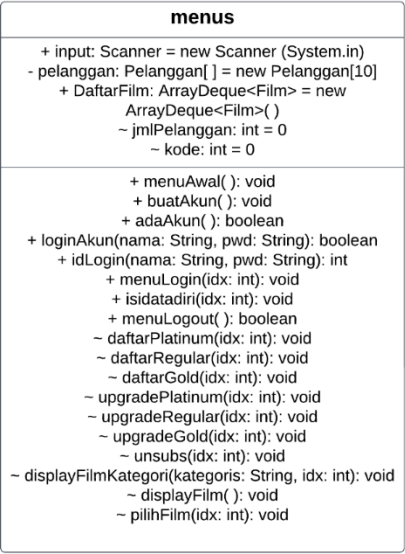 menus
+ input: Scanner = new Scanner (System.in)
- pelanggan: Pelanggan[ ] = new Pelanggan[10]
+ DaftarFilm: ArrayDeque<Film> = new
ArrayDeque<Film>( )
~ jmlPelanggan: int = 0
~ kode: int = 0
+ menuAwal( ): void
+ buatAkun( ): void
+ adaAkun( ): boolean
+ loginAkun(nama: String, pwd: String): boolean
+ idLogin(nama: String, pwd: String): int
+ menuLogin(idx: int): void
+ isidatadiri(idx: int): void
+ menuLogout( ): boolean
~ daftarPlatinum(idx: int): void
~ daftarRegular(idx: int): void
~ daftarGold(idx: int): void
~ upgradePlatinum(idx: int): void
~ upgradeRegular(idx: int): void
~ upgradeGold(idx: int): void
~ unsubs(idx: int): void
~ displayFilmKategori(kategoris: String, idx: int): void
~ displayFilm( ): void
~ pilihFilm(idx: int): void